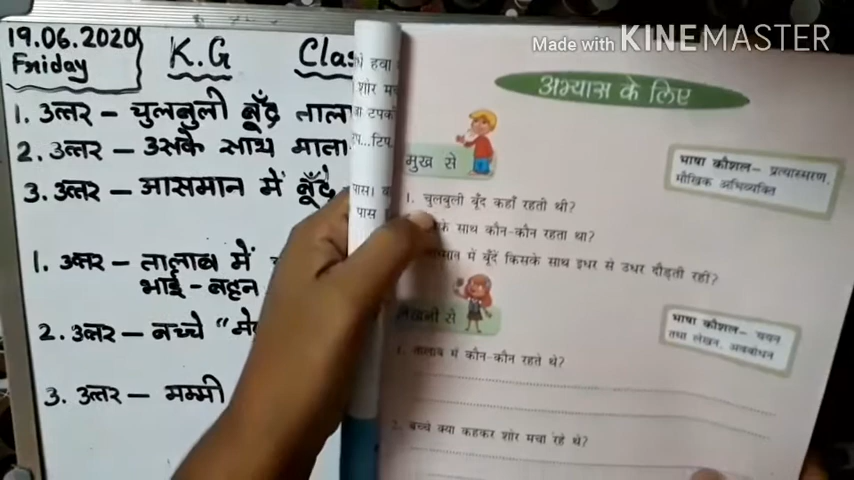 19.06.2020
Friday
K.G
1. उत्तर - चुलबुली बूँद
2. उत्तर - उसके साथ माता
3. उत्तर - आसमान में बूँदें
1. उत्तर - तालाब में
भाई - बहन
2. उत्तर - बच्चे
3. उत्तर - मम्मी
हवा
शोर
टिप
पास।
पास
Made with KINEMASTER
अभ्यास के लिए
मुख से
भाषा कौशल- प्रत्यास्मरण,
मौखिक अभिव्यक्ति
1. चुलबुली बूँद कहाँ रहती थी?
साथ कौन-कौन रहता था?
में बूँदें किसके साथ इधर से उधर दौड़ती रहीं?
लेखनी से
भाषा कौशल- चयन
तथा लेखन, अवबोधन
1. तालाब में कौन-कौन रहते थे?
2. बच्चे क्या कहकर शोर मचा रहे थे?